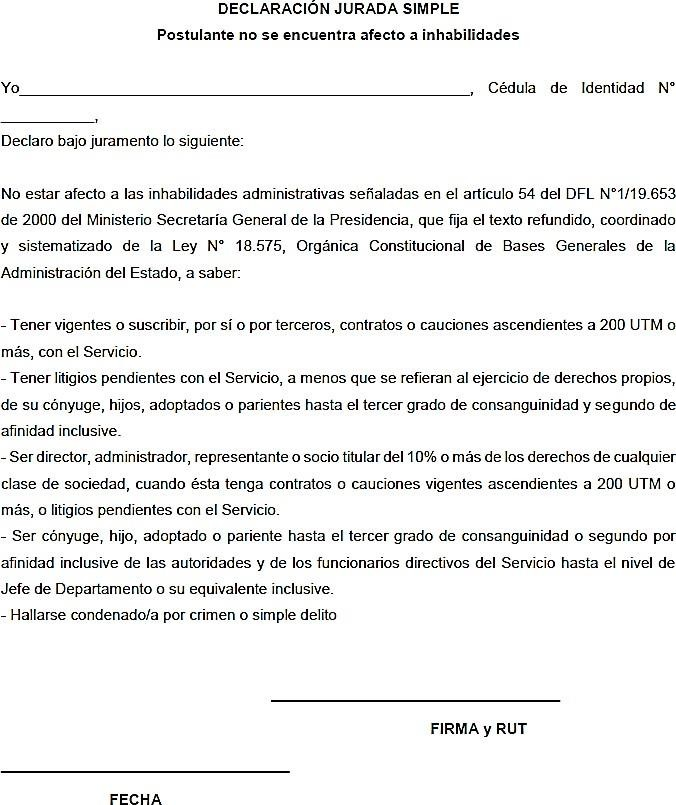 DECLARACIÓN JURADA SIMPLE
Postulante no se encuentra afecto a inhabilidades
Yo____________________________________________________, Cédula de Identidad N°
___________,
Declaro bajo juramento lo siguiente:
No estar afecto a las inhabilidades administrativas señaladas en el artículo 54 del DFL N°1/19.653
de 2000 del Ministerio Secretaría General de la Presidencia, que fija el texto refundido, coordinado
y sistematizado de la Ley N° 18.575, Orgánica Constitucional de Bases Generales de la
Administración del Estado, a saber:
- Tener vigentes o suscribir, por sí o por terceros, contratos o cauciones ascendientes a 200 UTM o
más, con el Servicio.
- Tener litigios pendientes con el Servicio, a menos que se refieran al ejercicio de derechos propios,
de su cónyuge, hijos, adoptados o parientes hasta el tercer grado de consanguinidad y segundo de
afinidad inclusive.
- Ser director, administrador, representante o socio titular del 10% o más de los derechos de cualquier
clase de sociedad, cuando ésta tenga contratos o cauciones vigentes ascendientes a 200 UTM o
más, o litigios pendientes con el Servicio.
- Ser cónyuge, hijo, adoptado o pariente hasta el tercer grado de consanguinidad o segundo por
afinidad inclusive de las autoridades y de los funcionarios directivos del Servicio hasta el nivel de
Jefe de Departamento o su equivalente inclusive.
- Hallarse condenado/a por crimen o simple delito
FIRMA y RUT
FECHA